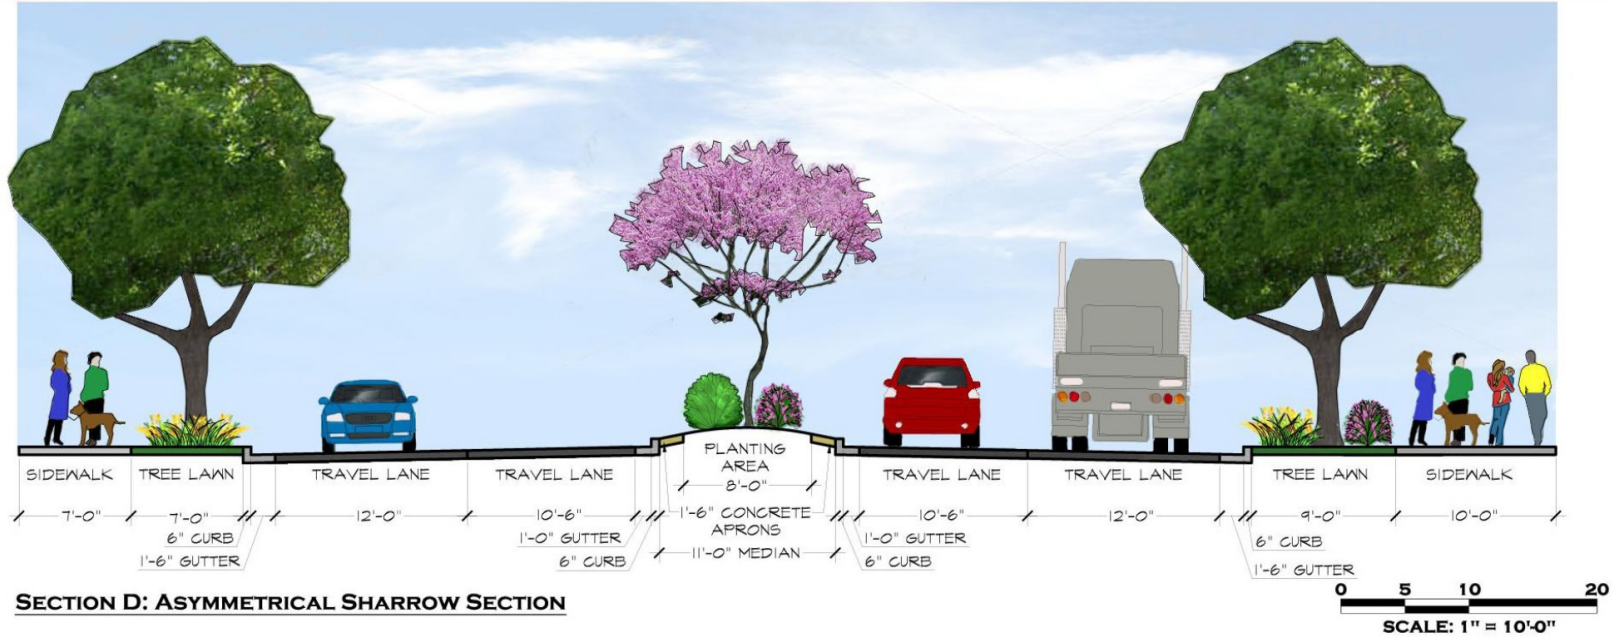 SIDEWALK
TREE LAWN
TRAVEL LANE
TRAVEL LANE
PLANTING
AREA
8'-0"
TRAVEL LANE
TRAVEL LANE
TREE LAWN
SIDEWALK
7'-0"
7'-0"
12'-0"
10'-6"
1'-6" CONCRETE
APRONS
10'-6"
12'-0"
9'-0"
10'-0"
6" CURB
1'-6" GUTTER
1'-0" GUTTER
6" CURB
11'-0" MEDIAN
1'-0" GUTTER
6" CURB
6" CURB
1'-6" GUTTER
SECTION D: ASYMMETRICAL SHARROW SECTION
0 5 10 20
SCALE: 1" = 10'-0"